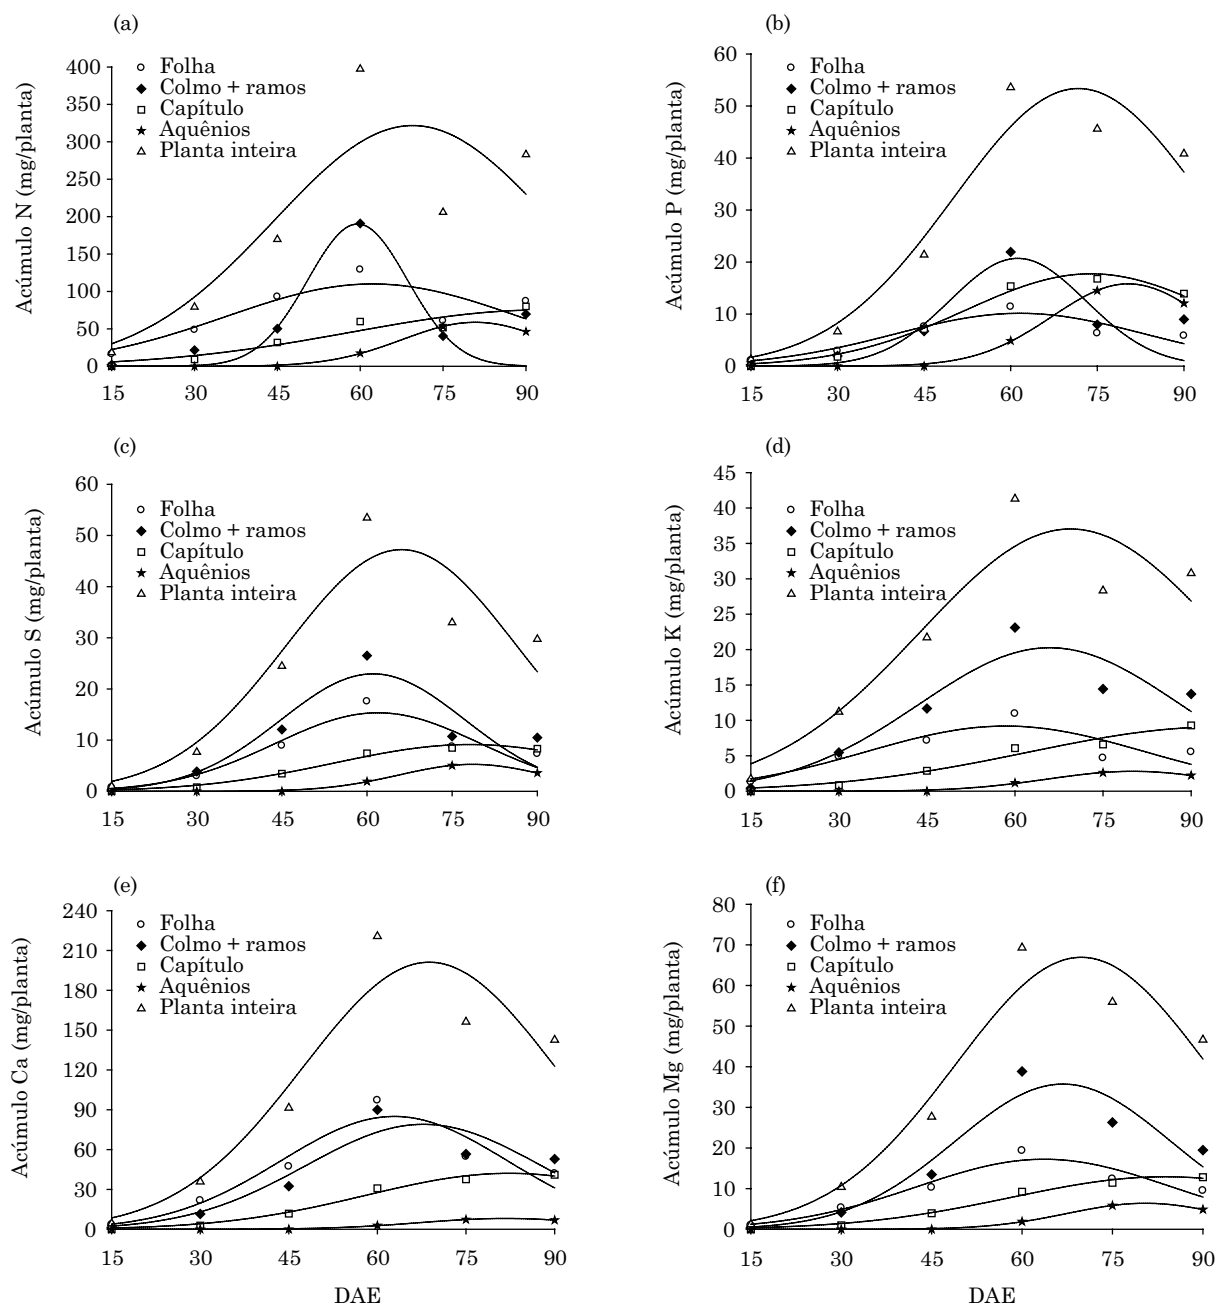 (a)
Acúmulo N (mg/planta)
400
350
300
250
200
150
100
50
0
Folha
Colmo + ramos
Capítulo
Aquênios
Planta inteira
15 30 45 60 75 90
(b)
Acúmulo P (mg/planta)
60
50
40
30
20
10
0
Folha
Colmo + ramos
Capítulo
Aquênios
Planta inteira
15 30 45 60 75 90
(c)
Acúmulo S (mg/planta)
60
50
40
30
20
10
0
Folha
Colmo + ramos
Capítulo
Aquênios
Planta inteira
15 30 45 60 75 90
(d)
Acúmulo K (mg/planta)
45
40
35
30
25
20
15
10
5
0
Folha
Colmo + ramos
Capítulo
Aquênios
Planta inteira
15 30 45 60 75 90
(e)
Acúmulo Ca (mg/planta)
240
210
180
150
120
90
60
30
0
Folha
Colmo + ramos
Capítulo
Aquênios
Planta inteira
15 30 45 60 75 90
DAE
(f)
Acúmulo Mg (mg/planta)
80
70
60
50
40
30
20
10
0
Folha
Colmo + ramos
Capítulo
Aquênios
Planta inteira
15 30 45 60 75 90
DAE